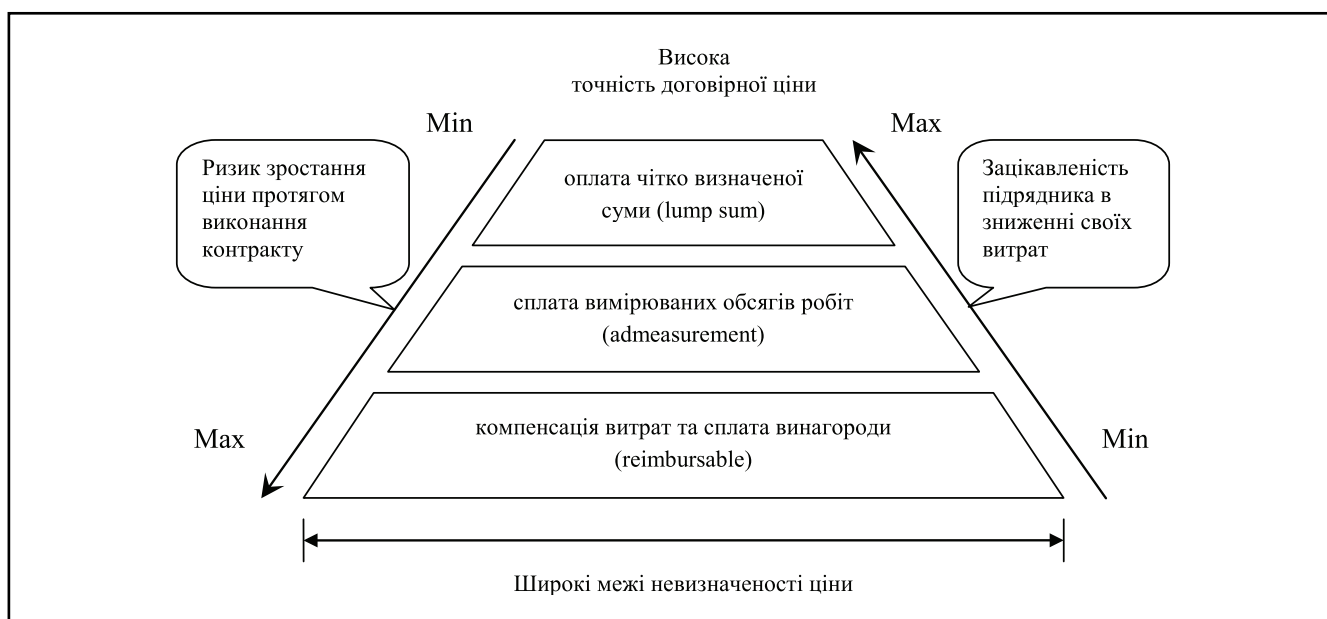 Висока
точність договірної ціни
Min
Max
Ризик зростання
ціни протягом
виконання
контракту
оплата чітко визначеної
суми (lump sum)
Зацікавленість
підрядника в
зниженні своїх
витрат
сплата вимірюваних обсягів робіт
(admeasurement)
Max
компенсація витрат та сплата винагороди
(reimbursable)
Min
Широкі межі невизначеності ціни